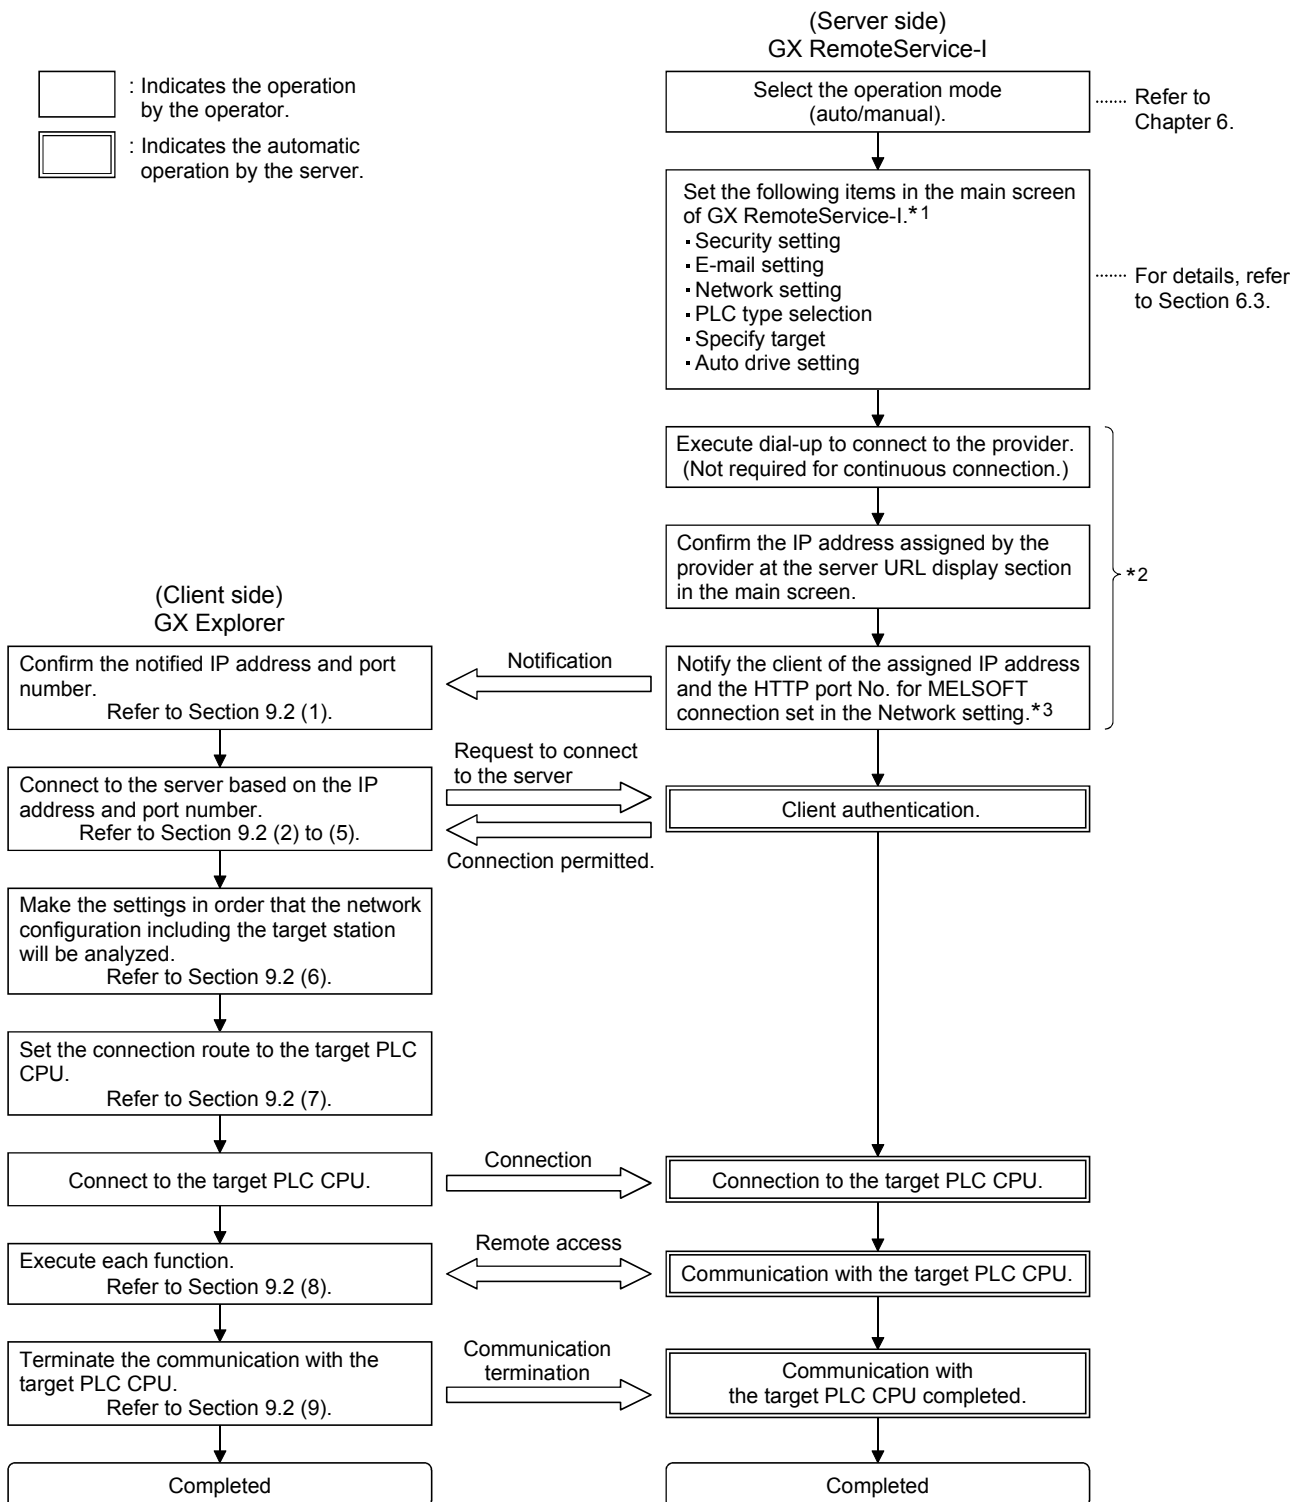 (Server side)
GX RemoteService-I
: Indicates the operation
by the operator.
: Indicates the automatic
operation by the server.
Select the operation mode
(auto/manual).
Refer to
Chapter 6.
Set the following items in the main screen
of GX RemoteService-I.*1
▪Security setting
▪E-mail setting
▪Network setting
▪PLC type selection
▪Specify target
▪Auto drive setting
For details, refer
to Section 6.3.
Execute dial-up to connect to the provider.
(Not required for continuous connection.)
Confirm the IP address assigned by the
provider at the server URL display section
in the main screen.
*2
(Client side)
GX Explorer
Confirm the notified IP address and port
number.
Refer to Section 9.2 (1).
Notification
Notify the client of the assigned IP address
and the HTTP port No. for MELSOFT
connection set in the Network setting.*3
Connect to the server based on the IP
address and port number.
Refer to Section 9.2 (2) to (5).
Request to connect
to the server
Connection permitted.
Client authentication.
Make the settings in order that the network
configuration including the target station
will be analyzed.
Refer to Section 9.2 (6).
Set the connection route to the target PLC
CPU.
Refer to Section 9.2 (7).
Connect to the target PLC CPU.
Connection
Connection to the target PLC CPU.
Execute each function.
Refer to Section 9.2 (8).
Remote access
Communication with the target PLC CPU.
Terminate the communication with the
target PLC CPU.
Refer to Section 9.2 (9).
Communication
termination
Communication with
the target PLC CPU completed.
Completed
Completed